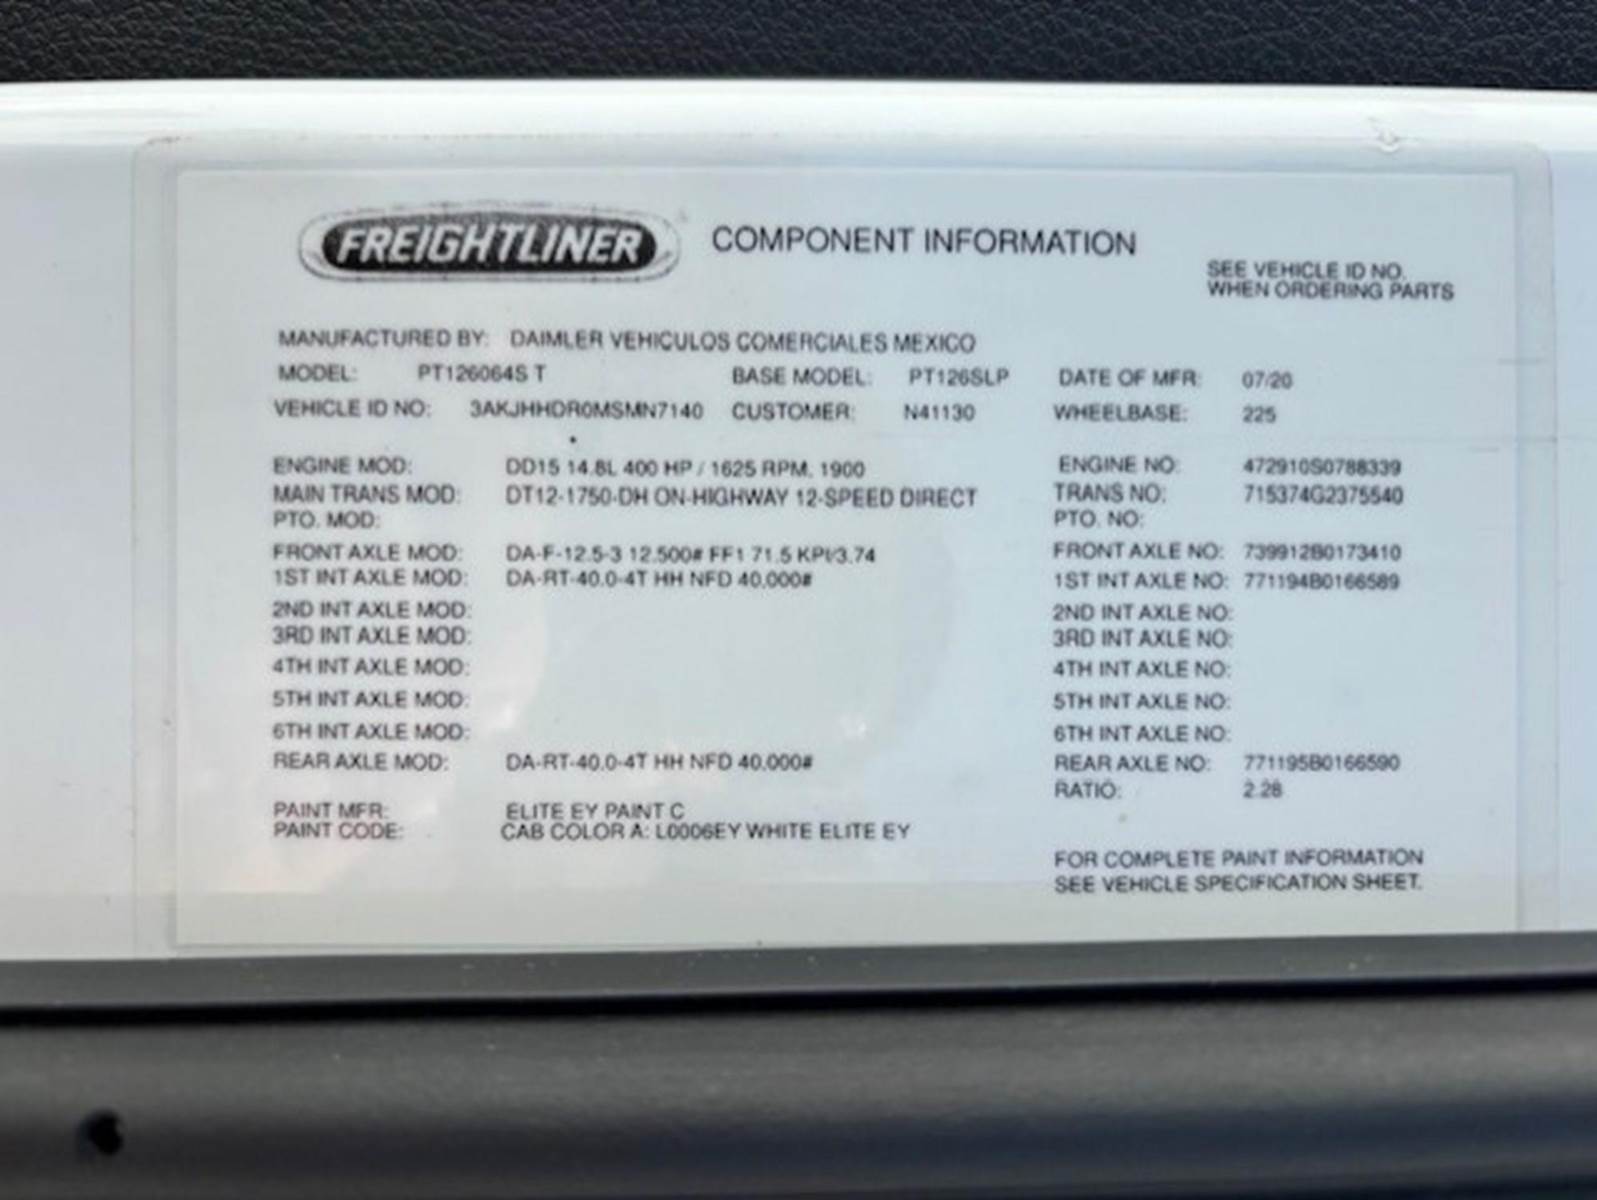 FREIGHTLINER COMPONENT INFORMATION
SEE VEHICLE ID NO.
WHEN ORDERING PARTS
MANUFACTURED BY: DAIMLER VEHICULOS COMERCIALES MEXICO
MODEL: PT126064S T BASE MODEL: PT126SLP DATE OF MFR: 07/20
VEHICLE ID NO: 3AKJHHDR0MSMN7140 CUSTOMER: N41130 WHEELBASE: 225
ENGINE MOD: DD15 14.8L 400 HP / 1625 RPM. 1900 ENGINE NO: 472910S0788339
MAIN TRANS MOD: DT12-1750-DH ON-HIGHWAY 12-SPEED DIRECT TRANS NO: 715374G2375540
PTO. MOD: PTO. NO:
FRONT AXLE MOD: DA-F-12.5-3 12.500# FF1 71.5 KPI/3.74 FRONT AXLE NO: 739912B0173410
1ST INT AXLE MOD: DA-RT-40.0-4T HH NFD 40.000# 1ST INT AXLE NO: 771194B0166589
2ND INT AXLE MOD: 2ND INT AXLE NO:
3RD INT AXLE MOD: 3RD INT AXLE NO:
4TH INT AXLE MOD: 4TH INT AXLE NO:
5TH INT AXLE MOD: 5TH INT AXLE NO:
6TH INT AXLE MOD: 6TH INT AXLE NO:
REAR AXLE MOD: DA-RT-40.0-4T HH NFD 40.000# REAR AXLE NO: 771195B0166590
RATIO: 2.28
PAINT MFR: ELITE EY PAINT C
PAINT CODE: CAB COLOR A: L0006EY WHITE ELITE EY
FOR COMPLETE PAINT INFORMATION
SEE VEHICLE SPECIFICATION SHEET.